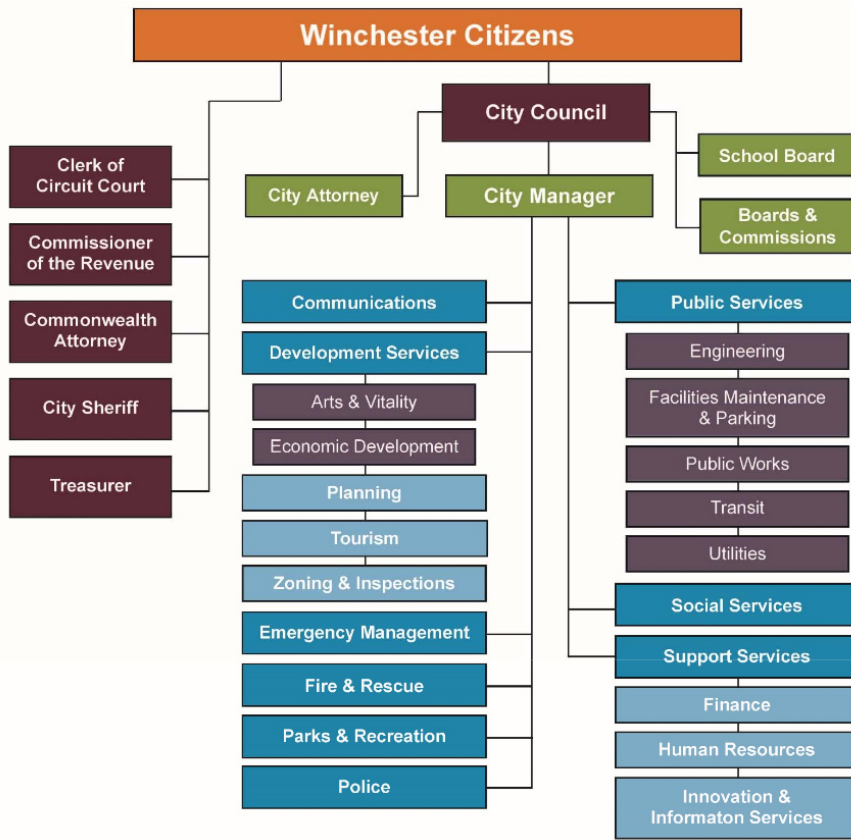 Winchester Citizens
City Council
Clerk of
Circuit Court
Commissioner
of the Revenue
Commonwealth
Attorney
City Sheriff
Treasurer
City Attorney
City Manager
School Board
Boards &
Commissions
Communications
Development Services
Arts & Vitality
Economic Development
Planning
Tourism
Zoning & Inspections
Emergency Management
Fire & Rescue
Parks & Recreation
Police
Public Services
Engineering
Facilities Maintenance
& Parking
Public Works
Transit
Utilities
Social Services
Support Services
Finance
Human Resources
Innovation &
Informaton Services